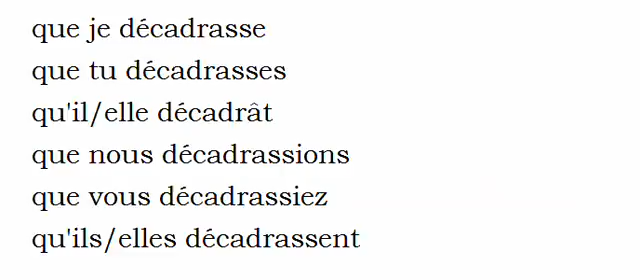 que je décadrasse
que tu décadrasses
qu'il/elle décadrât
que nous décadrassions
que vous décadrassiez
qu'ils/elles décadrassent